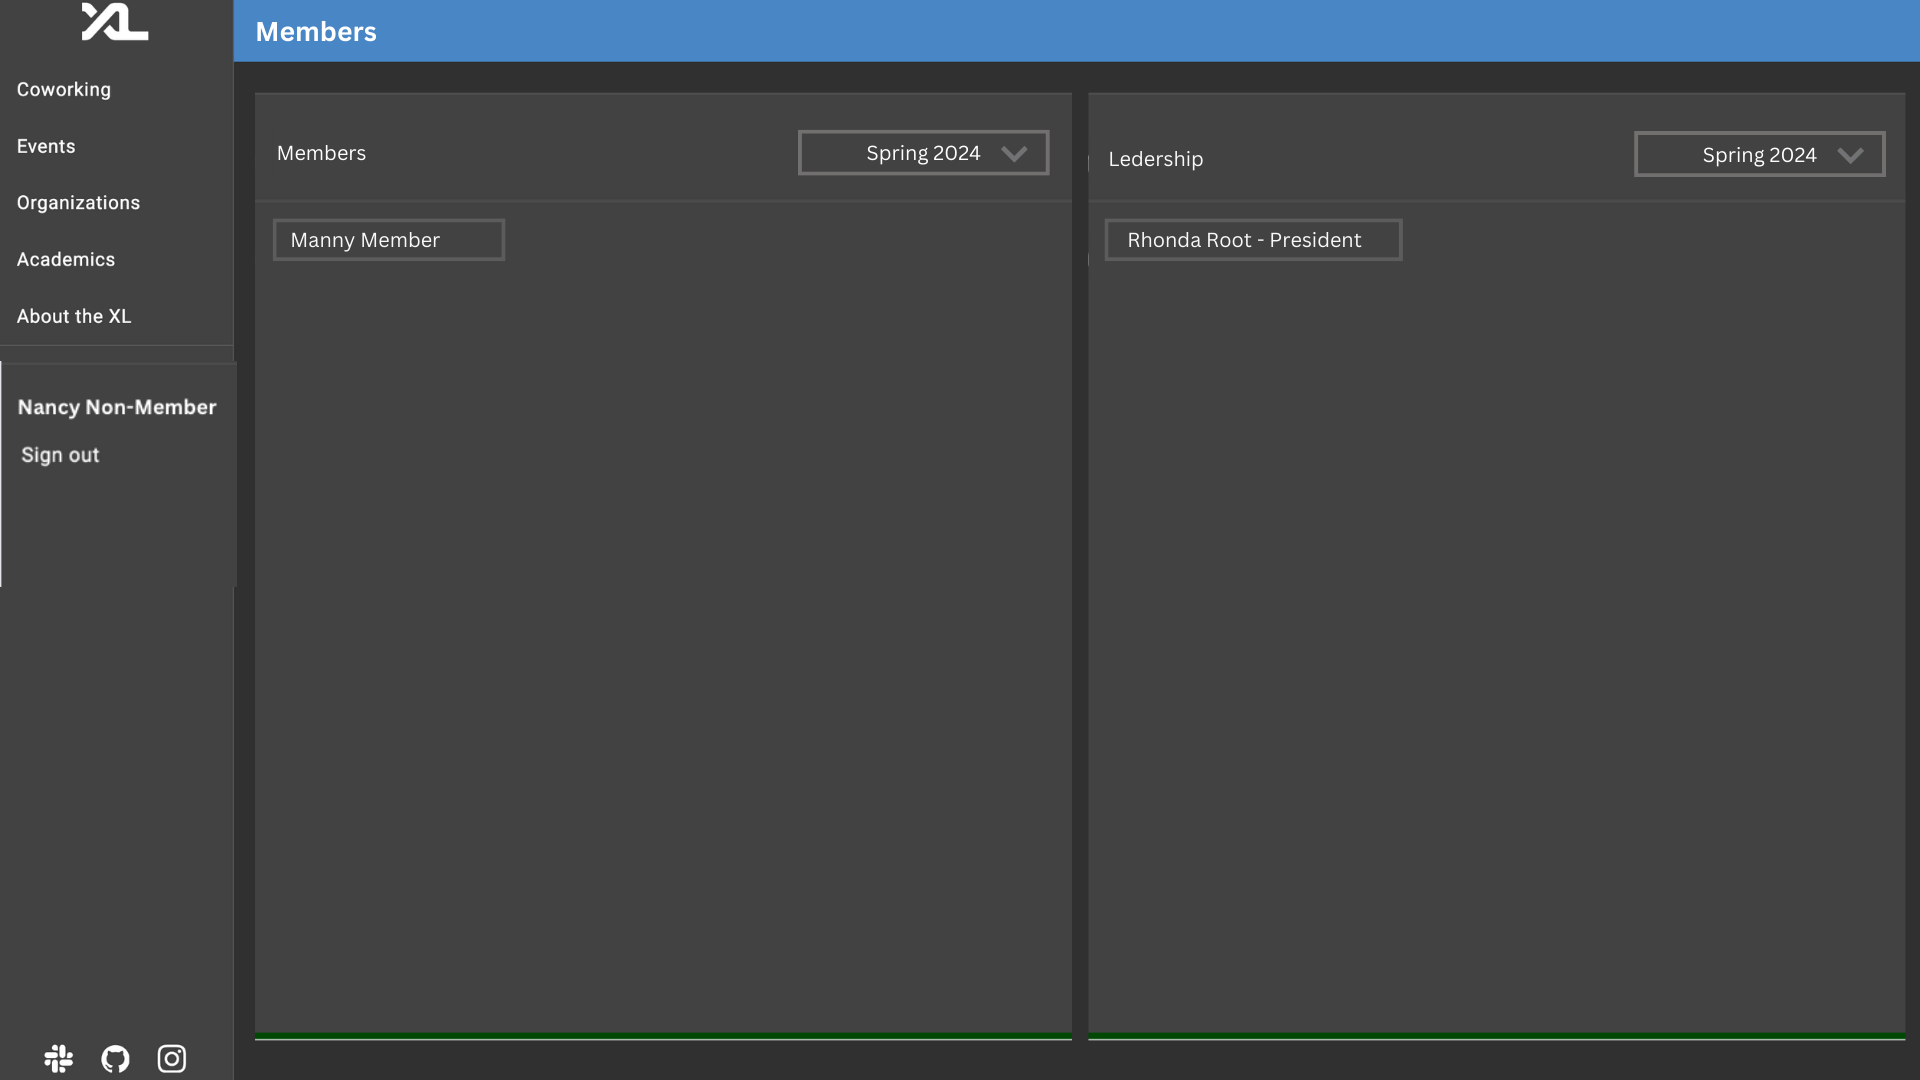 XL
Members
Coworking
Events
Organizations
Academics
About the XL
Nancy Non-Member
Sign out
Members
Spring 2024
Manny Member
Ledership
Spring 2024
Rhonda Root - President